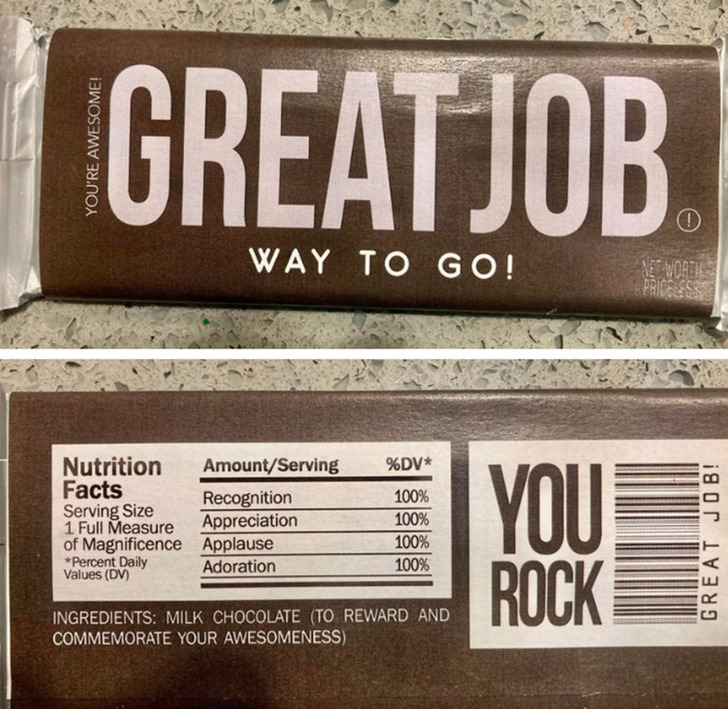 YOU'RE AWESOME!
GREAT JOB
WAY TO GO!
NET WORTH
PRICELESS
Nutrition
Facts
Serving Size
1 Full Measure
of Magnificence
*Percent Daily
Values (DV)
Amount/Serving %DV*
Recognition 100%
Appreciation 100%
Applause 100%
Adoration 100%
INGREDIENTS: MILK CHOCOLATE (TO REWARD AND
COMMEMORATE YOUR AWESOMENESS)
YOU
ROCK
GREAT JOB!